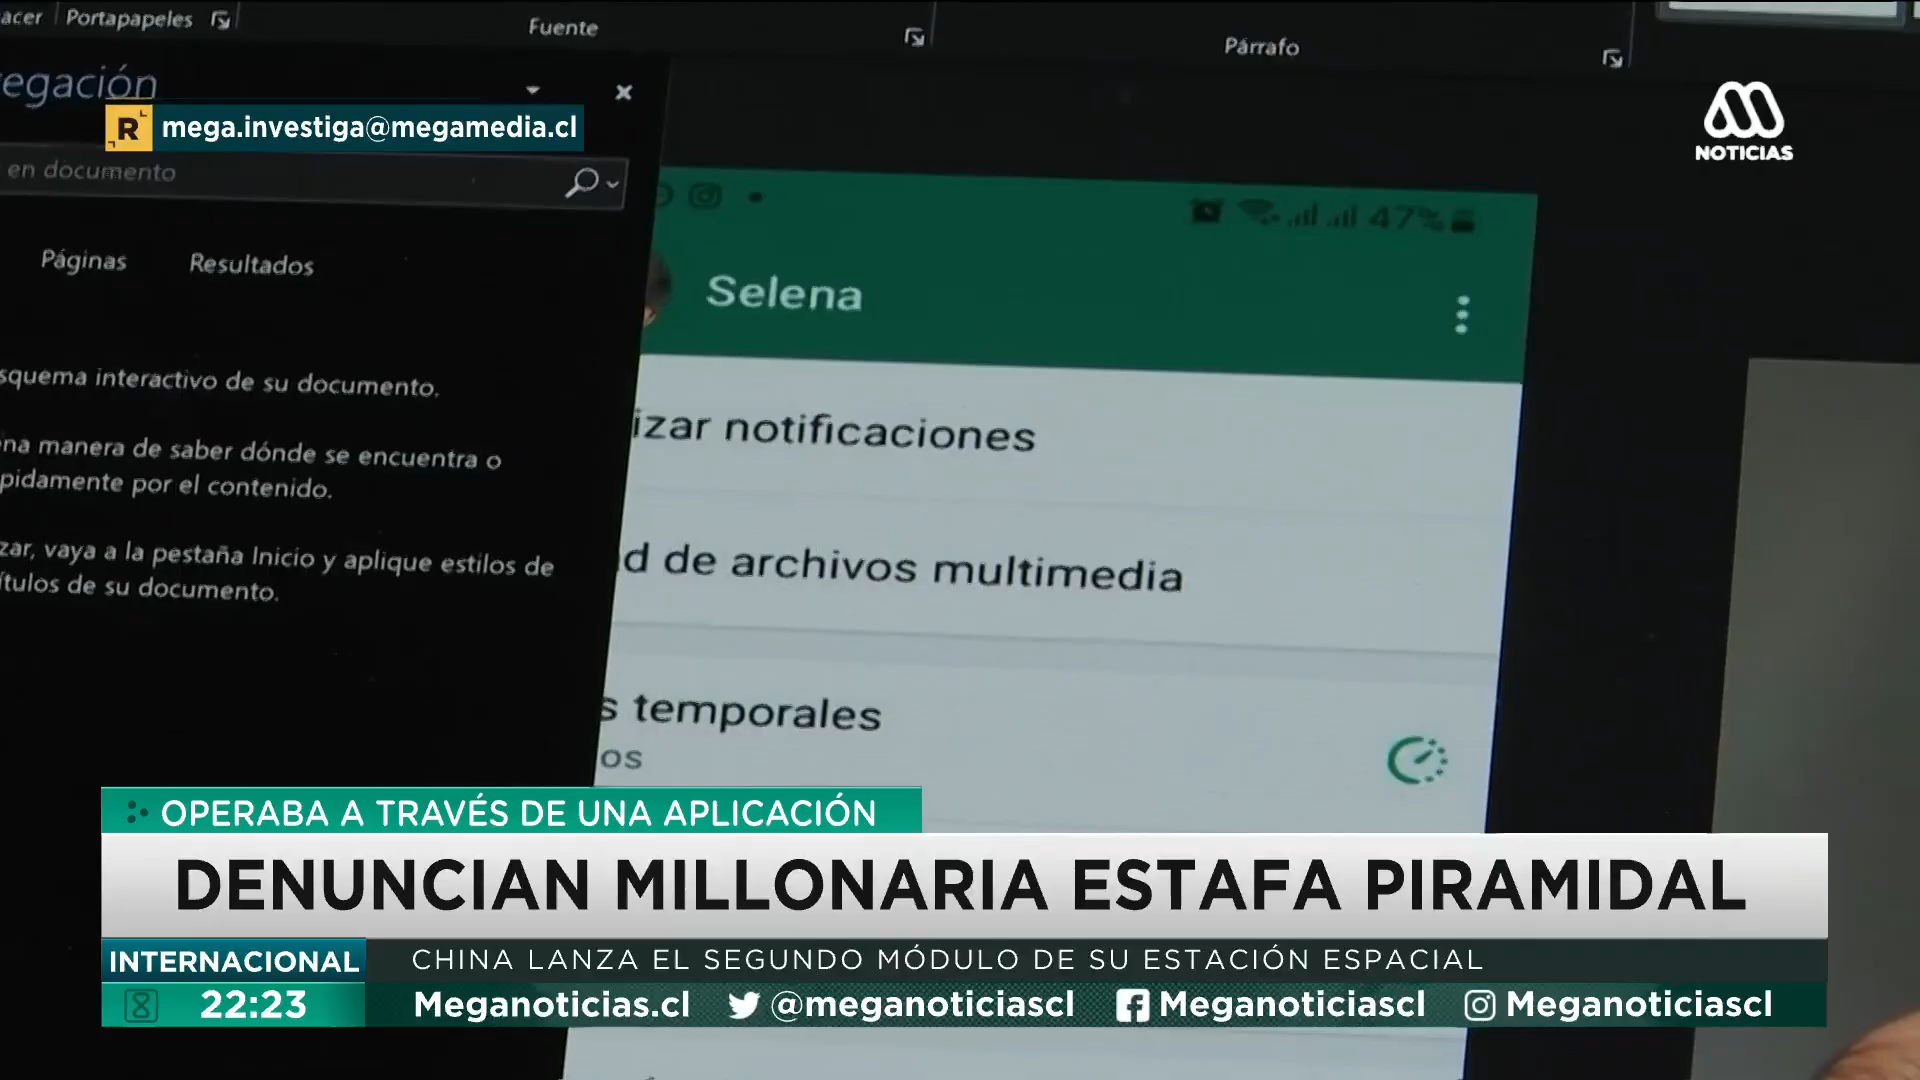 acer Portapapeles
Fuente
Párrafo
egación
mega.investiga@megamedia.cl
NOTICIAS
en documento
47%
Páginas Resultados
Selena
squema interactivo de su documento.
izar notificaciones
na manera de saber dónde se encuentra o
pidamente por el contenido.
zar, vaya a la pestaña Inicio y aplique estilos de
ítulos de su documento.
d de archivos multimedia
s temporales
os
OPERABA A TRAVÉS DE UNA APLICACIÓN
DENUNCIAN MILLONARIA ESTAFA PIRAMIDAL
INTERNACIONAL CHINA LANZA EL SEGUNDO MÓDULO DE SU ESTACIÓN ESPACIAL
22:23 Meganoticias.cl @meganoticiascl Meganoticiascl Meganoticiascl